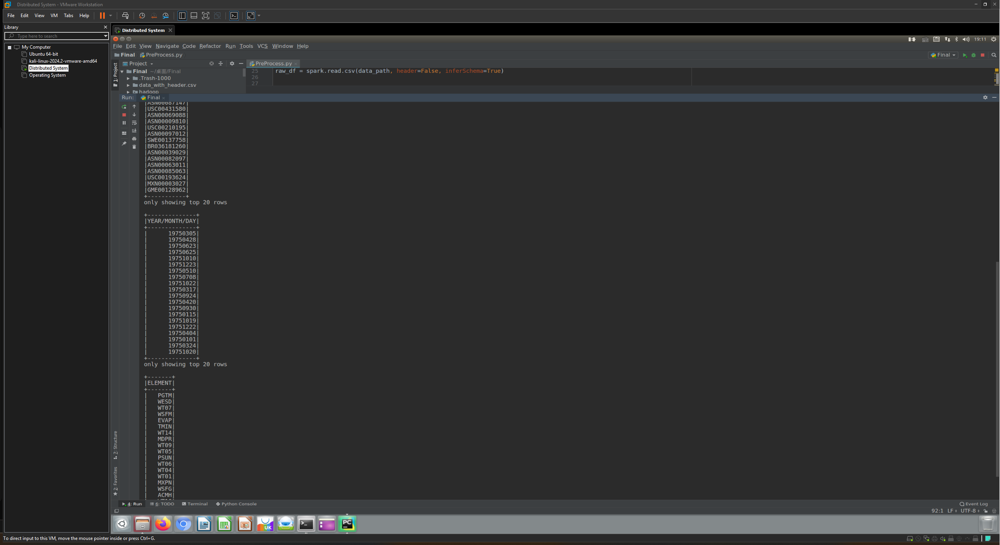 Distributed System - VMware Workstation
File Edit View VM Tabs Help
Library
Type here to search
My Computer
Ubuntu 64-bit
kali-linux-2024.2-vmware-amd64
Distributed System
Operating System
Distributed System
19:11
File Edit View Navigate Code Refactor Run Tools VCS Window Help
Final PreProcess.py
Final
1: Project
Project
PreProcess.py
Final ~/桌面/Final
.Trash-1000
data_with_header.csv
hadoop
25 raw_df = spark.read.csv(data_path, header=False, inferSchema=True)
26
27
Run: Final
|ASN00087147|
|USC00431580|
|ASN00069088|
|ASN00009810|
|USC00210195|
|ASN00097012|
|SWE00137758|
|BR036181260|
|ASN00039029|
|ASN00082097|
|ASN00063011|
|ASN00085063|
|USC00193624|
|MXN00003027|
|GME00128962|
+-----------+
only showing top 20 rows
+--------------+
|YEAR/MONTH/DAY|
+--------------+
| 19750305|
| 19750428|
| 19750623|
| 19750625|
| 19751010|
| 19751223|
| 19750510|
| 19750708|
| 19751022|
| 19750317|
| 19750924|
| 19750420|
| 19750930|
| 19750115|
| 19751019|
| 19751222|
| 19750404|
| 19750101|
| 19750324|
| 19751020|
+--------------+
only showing top 20 rows
+-------+
|ELEMENT|
+-------+
| PGTM|
| WESD|
| WT07|
| WSFM|
| EVAP|
| TMIN|
| WT14|
| MDPR|
| WT09|
| WT05|
| PSUN|
| WT06|
| WT04|
| WT01|
| MXPN|
| WSFG|
| ACMH|
7: Structure
2: Favorites
4: Run 6: TODO Terminal Python Console
Event Log
92:1 LF UTF-8
UK
PC
To direct input to this VM, move the mouse pointer inside or press Ctrl+G.